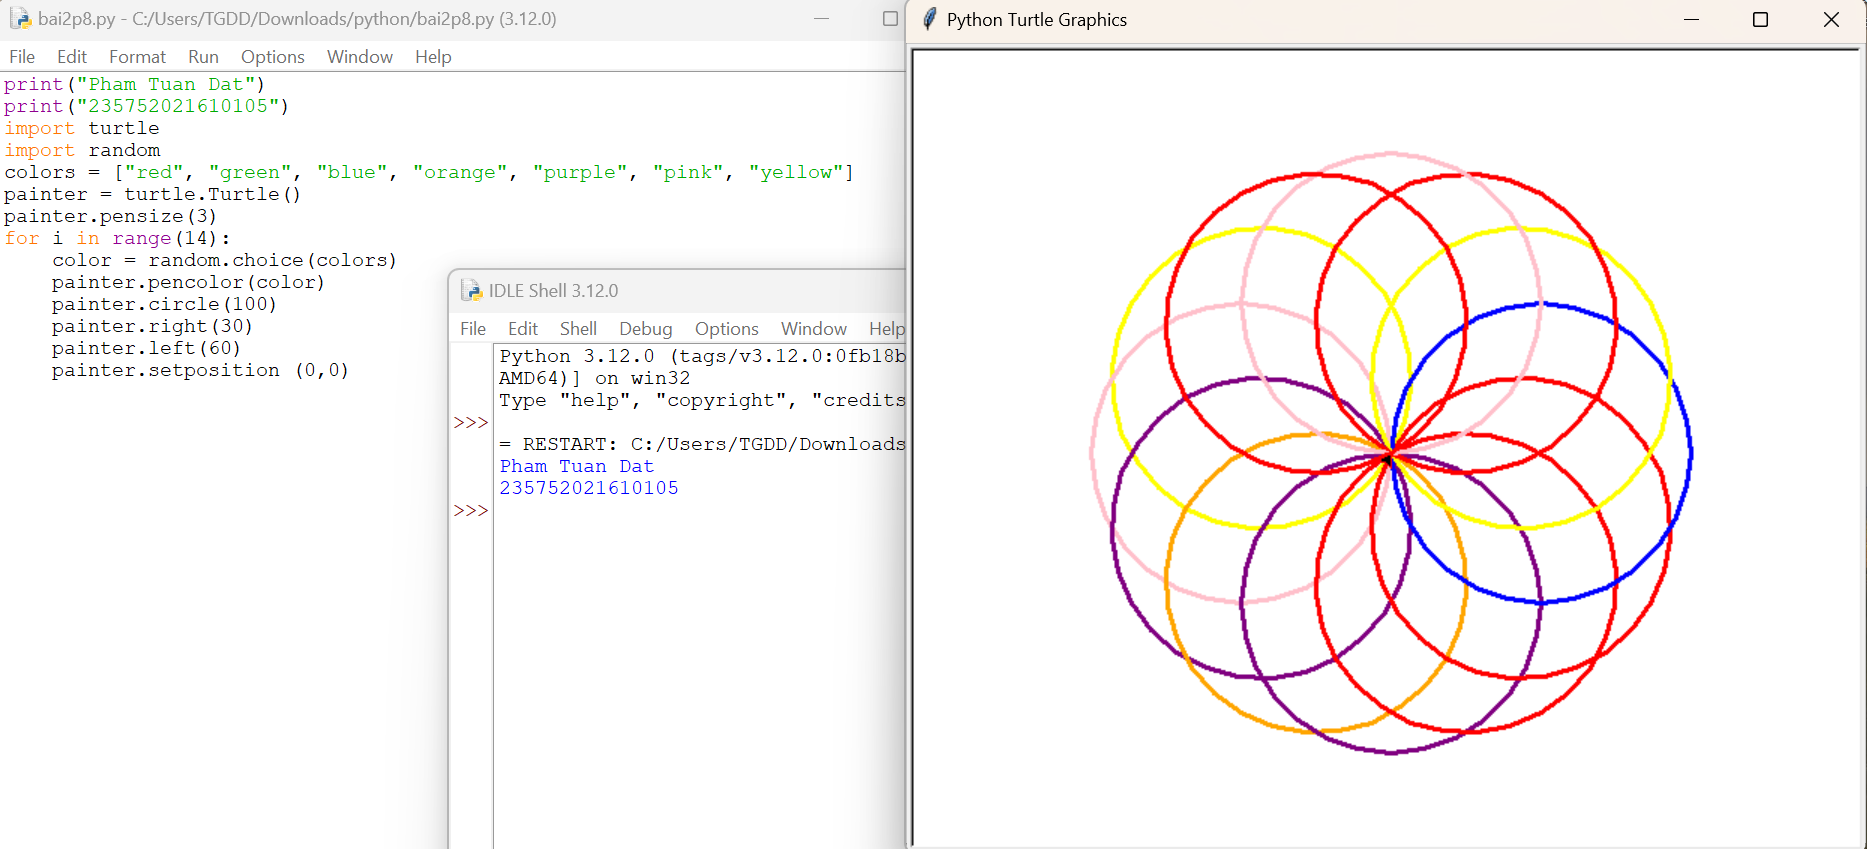 bai2p8.py - C:/Users/TGDD/Downloads/python/bai2p8.py (3.12.0)
File Edit Format Run Options Window Help
print("Pham Tuan Dat")
print("235752021610105")
import turtle
import random
colors = ["red", "green", "blue", "orange", "purple", "pink", "yellow"]
painter = turtle.Turtle()
painter.pensize(3)
for i in range(14):
    color = random.choice(colors)
    painter.pencolor(color)
    painter.circle(100)
    painter.right(30)
    painter.left(60)
    painter.setposition (0,0)
IDLE Shell 3.12.0
File Edit Shell Debug Options Window Help
Python 3.12.0 (tags/v3.12.0:0fb18b
AMD64)] on win32
Type "help", "copyright", "credits
>>>
= RESTART: C:/Users/TGDD/Downloads
Pham Tuan Dat
235752021610105
>>>
Python Turtle Graphics